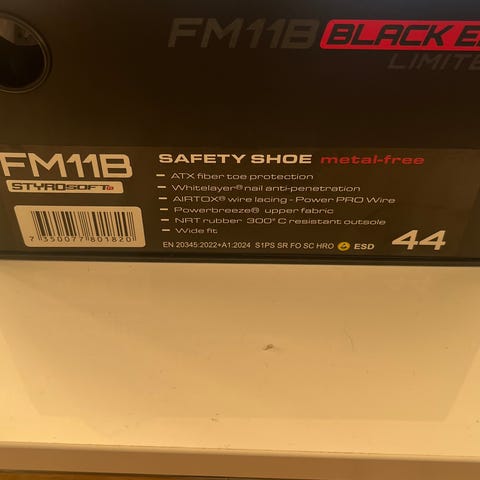 FM11B BLACK E
LIMITE
FM11B
STYROSOFT
SAFETY SHOE metal-free
– ATX fiber toe protection
– Whitelayer® nail anti-penetration
– AIRTOX® wire lacing - Power PRO Wire
– Powerbreeze® upper fabric
– NRT rubber 300° C resistant outsole
– Wide fit
7 350077 801820
EN 20345:2022+A1:2024 S1PS SR FO SC HRO ESD
44